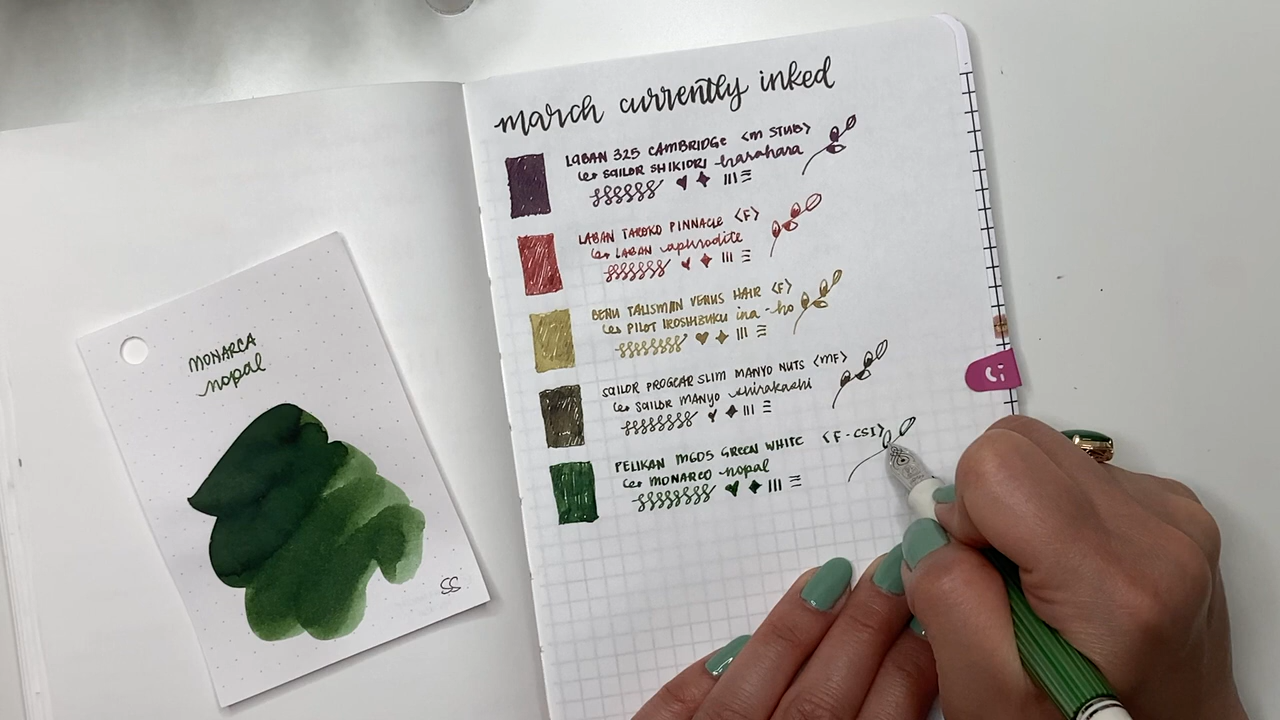 march currently inked
LABAN 325 CAMBRIDGE <M STUB>
↳ SAILOR SHIKIORI harahara
LABAN TAROKO PINNACLE <F>
↳ LABAN aphrodite
BENU TALISMAN VENUS HAIR <F>
↳ PILOT IROSHIZUKU ina-ho
SAILOR PROGEAR SLIM MANYO NUTS <MF>
↳ SAILOR MANYO shirakashi
PELIKAN M605 GREEN WHITE <F-CSI>
↳ MONARCA nopal
MONARCA
nopal
SS